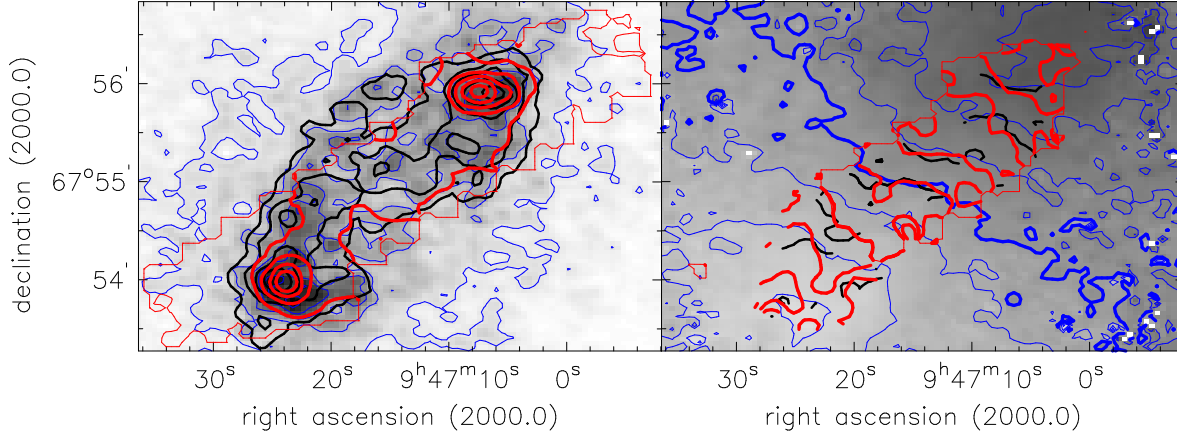 declination (2000.0)
56'
67°55'
54'
30s 20s 9h47m10s 0s
30s 20s 9h47m10s 0s
right ascension (2000.0)
right ascension (2000.0)